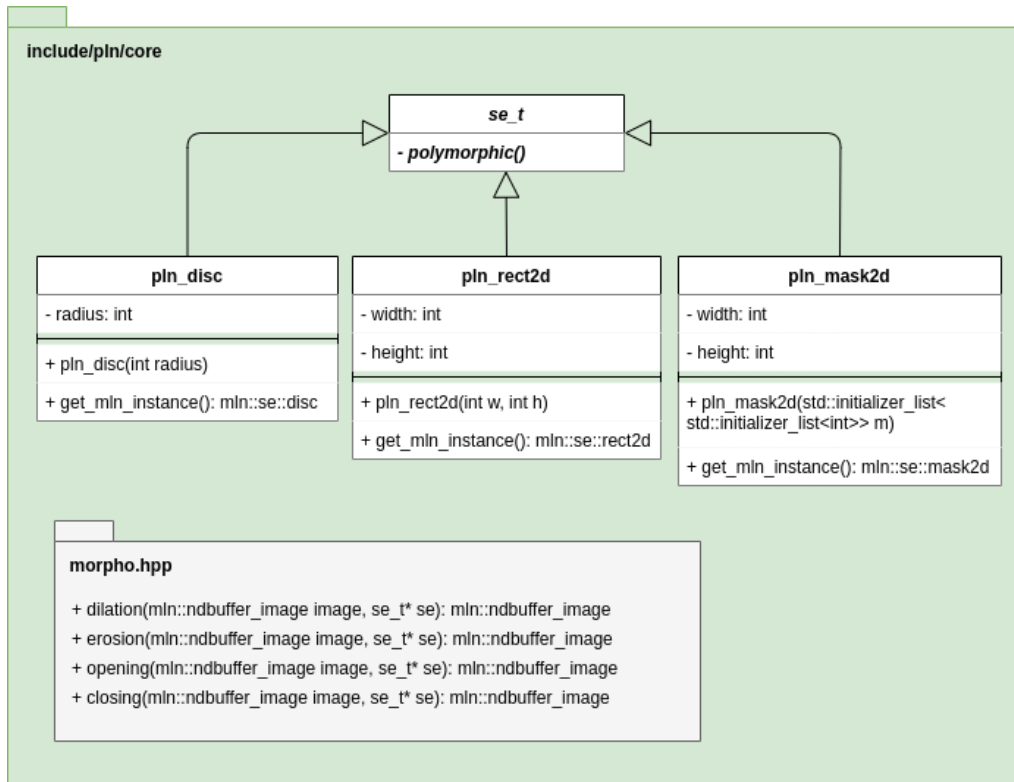 include/pln/core
se_t
- polymorphic()
pln_disc
- radius: int
+ pln_disc(int radius)
+ get_mln_instance(): mln::se::disc
pln_rect2d
- width: int
- height: int
+ pln_rect2d(int w, int h)
+ get_mln_instance(): mln::se::rect2d
pln_mask2d
- width: int
- height: int
+ pln_mask2d(std::initializer_list<
std::initializer_list<int>> m)
+ get_mln_instance(): mln::se::mask2d
morpho.hpp
+ dilation(mln::ndbuffer_image image, se_t* se): mln::ndbuffer_image
+ erosion(mln::ndbuffer_image image, se_t* se): mln::ndbuffer_image
+ opening(mln::ndbuffer_image image, se_t* se): mln::ndbuffer_image
+ closing(mln::ndbuffer_image image, se_t* se): mln::ndbuffer_image